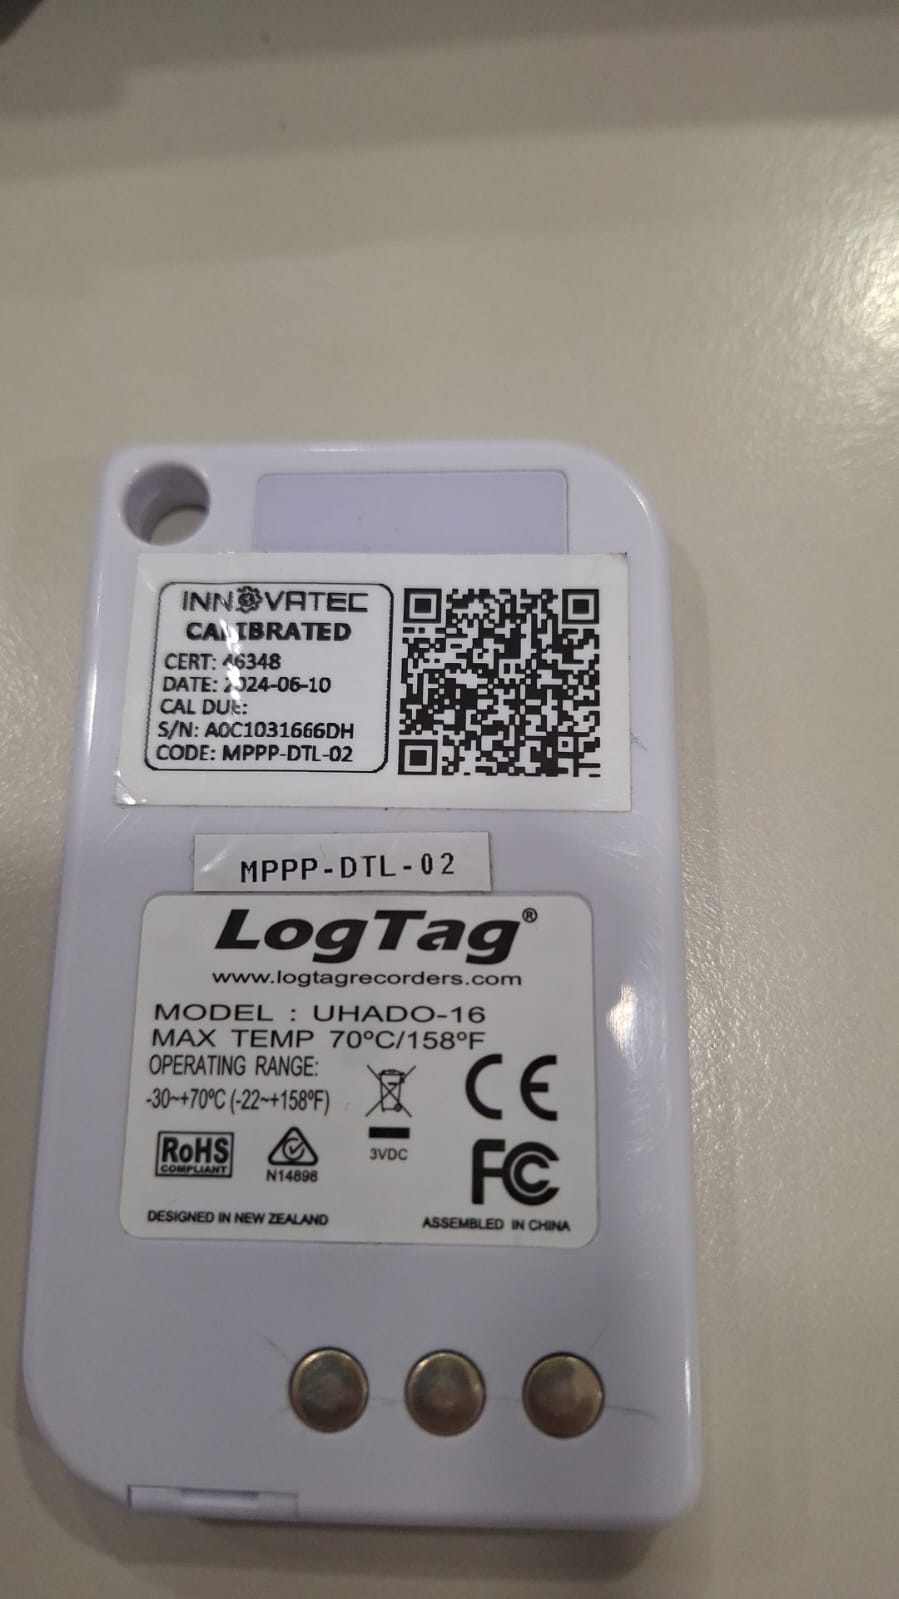 INNOVATEC
CALIBRATED
CERT: 46348
DATE: 2024-06-10
CAL DUE:
S/N: A0C1031666DH
CODE: MPPP-DTL-02
MPPP-DTL-02
LogTag®
www.logtagrecorders.com
MODEL : UHADO-16
MAX TEMP 70ºC/158ºF
OPERATING RANGE:
-30~+70ºC (-22~+158ºF)
CE
RoHS
COMPLIANT
N14898
3VDC
FC
DESIGNED IN NEW ZEALAND
ASSEMBLED IN CHINA